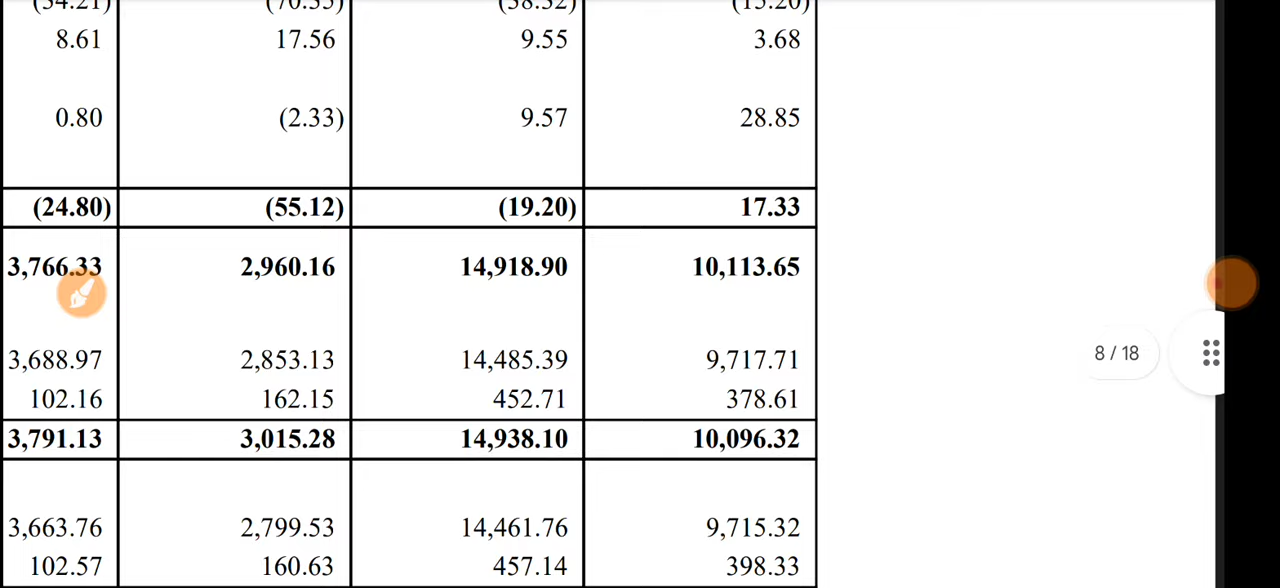 (70.35) (15.20)
8.61 17.56 9.55 3.68
0.80 (2.33) 9.57 28.85
(24.80) (55.12) (19.20) 17.33
3,766.33 2,960.16 14,918.90 10,113.65
3,688.97 2,853.13 14,485.39 9,717.71
8 / 18
102.16 162.15 452.71 378.61
3,791.13 3,015.28 14,938.10 10,096.32
3,663.76 2,799.53 14,461.76 9,715.32
102.57 160.63 457.14 398.33